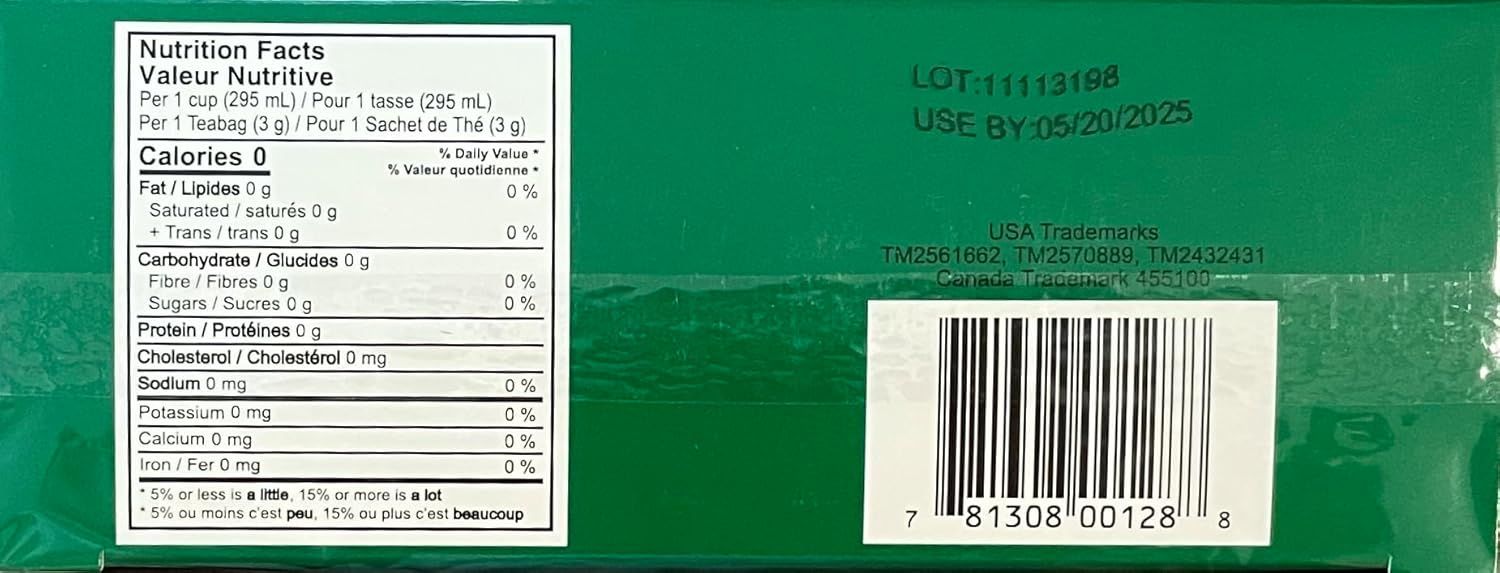 Nutrition Facts
Valeur Nutritive
Per 1 cup (295 mL) / Pour 1 tasse (295 mL)
Per 1 Teabag (3 g) / Pour 1 Sachet de Thé (3 g)
Calories 0
% Daily Value *
% Valeur quotidienne *
Fat / Lipides 0 g 0 %
Saturated / saturés 0 g
+ Trans / trans 0 g 0 %
Carbohydrate / Glucides 0 g
Fibre / Fibres 0 g 0 %
Sugars / Sucres 0 g 0 %
Protein / Protéines 0 g
Cholesterol / Cholestérol 0 mg
Sodium 0 mg 0 %
Potassium 0 mg 0 %
Calcium 0 mg 0 %
Iron / Fer 0 mg 0 %
* 5% or less is a little, 15% or more is a lot
* 5% ou moins c'est peu, 15% ou plus c'est beaucoup
LOT:11113198
USE BY:05/20/2025
USA Trademarks
TM2561662, TM2570889, TM2432431
Canada Trademark 455100
7 81308 00128 8